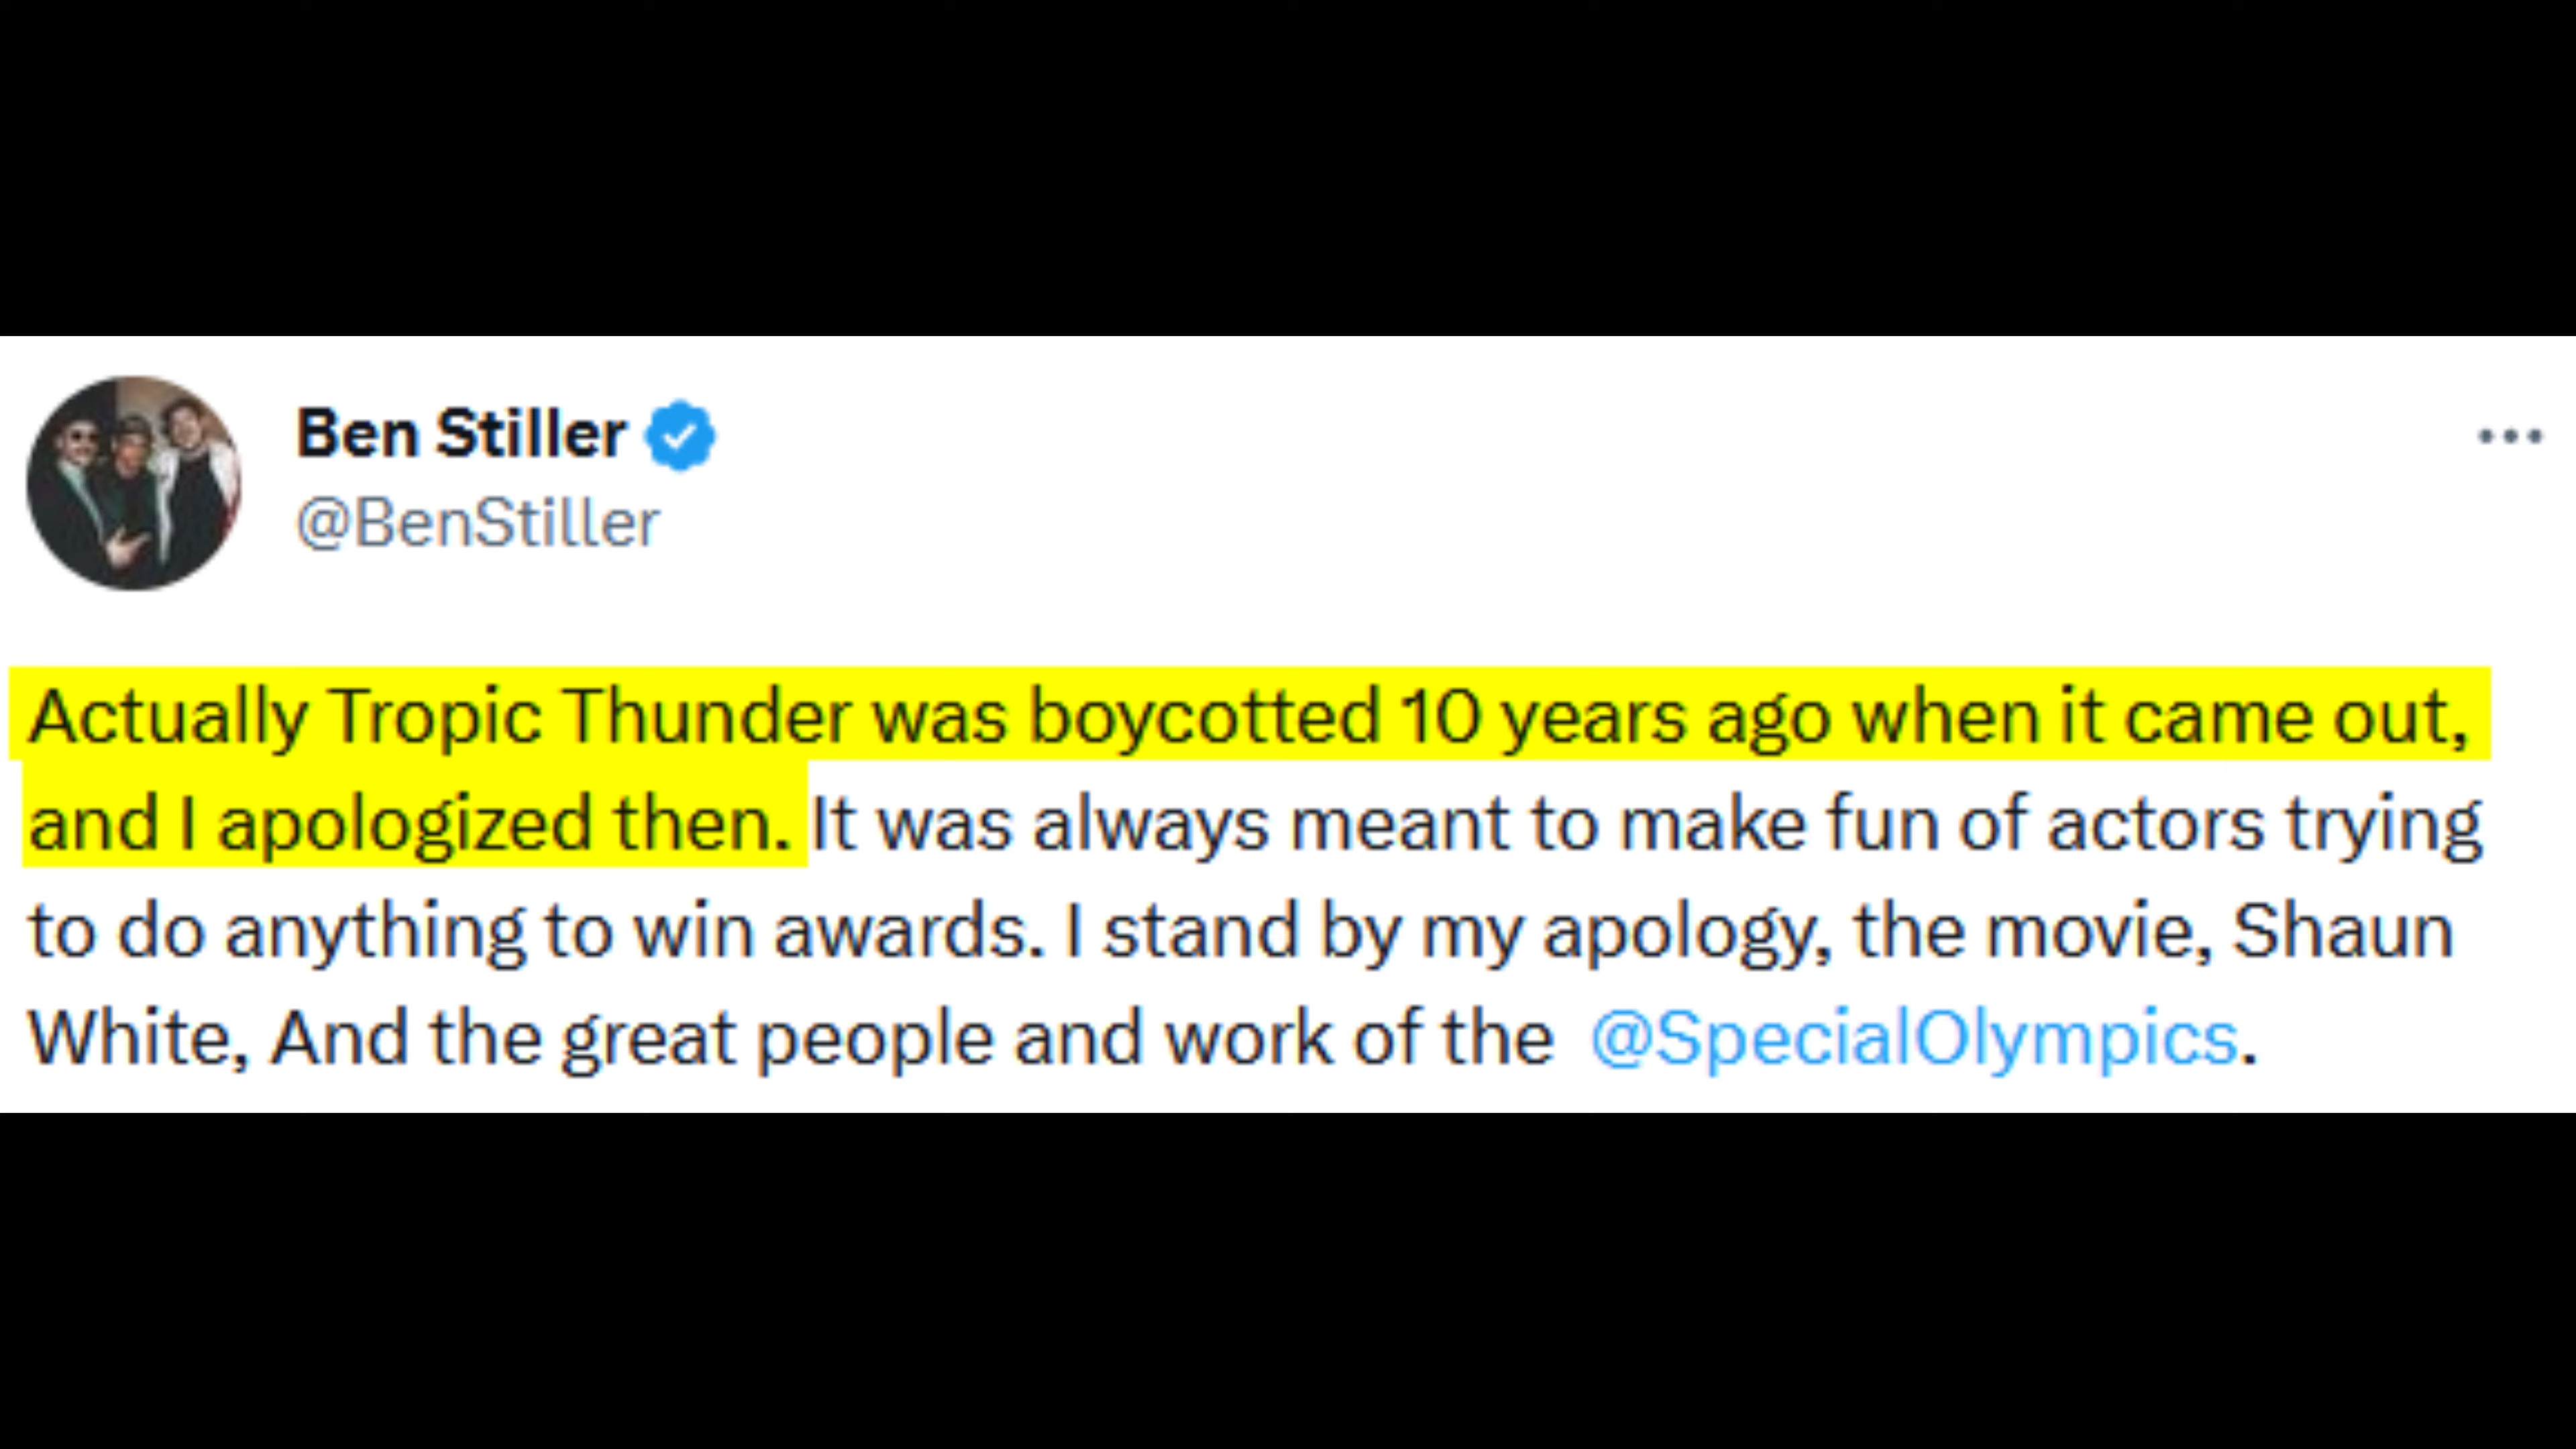 Ben Stiller
@BenStiller
Actually Tropic Thunder was boycotted 10 years ago when it came out,
and I apologized then. It was always meant to make fun of actors trying
to do anything to win awards. I stand by my apology, the movie, Shaun
White, And the great people and work of the @SpecialOlympics.